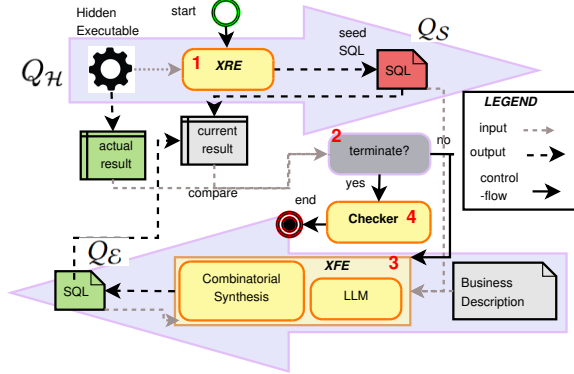 Hidden
Executable
start
Q_S
seed
SQL
Q_H
1
XRE
SQL
LEGEND
input
output
control
-flow
actual
result
current
result
2
terminate?
no
compare
yes
end
Checker 4
Q_E
XFE
3
SQL
Combinatorial
Synthesis
LLM
Business
Description